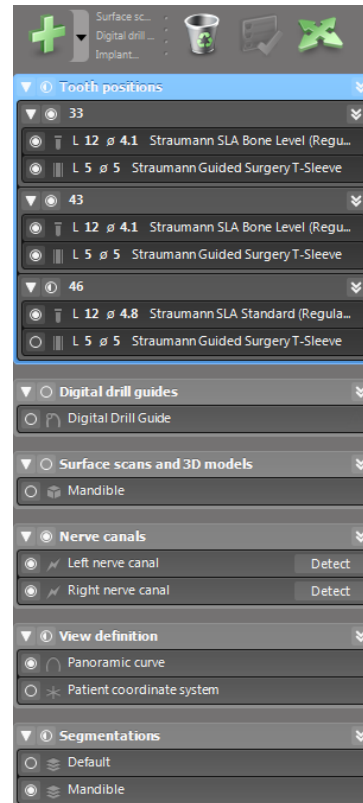 Surface sc...
Digital drill ...
Implant...
Tooth positions
33
L 12 ø 4.1 Straumann SLA Bone Level (Regu...
L 5 ø 5 Straumann Guided Surgery T-Sleeve
43
L 12 ø 4.1 Straumann SLA Bone Level (Regu...
L 5 ø 5 Straumann Guided Surgery T-Sleeve
46
L 12 ø 4.8 Straumann SLA Standard (Regula...
L 5 ø 5 Straumann Guided Surgery T-Sleeve
Digital drill guides
Digital Drill Guide
Surface scans and 3D models
Mandible
Nerve canals
Left nerve canal Detect
Right nerve canal Detect
View definition
Panoramic curve
Patient coordinate system
Segmentations
Default
Mandible